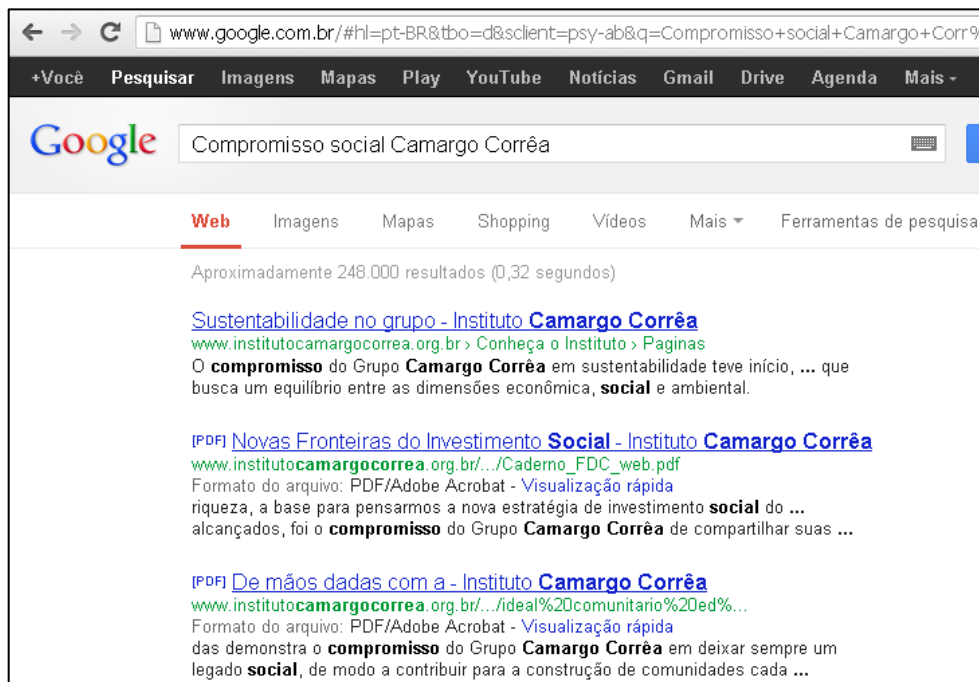 www.google.com.br/#hl=pt-BR&tbo=d&sclient=psy-ab&q=Compromisso+social+Camargo+Corr%
+Você Pesquisar Imagens Mapas Play YouTube Notícias Gmail Drive Agenda Mais
Google Compromisso social Camargo Corrêa
Web Imagens Mapas Shopping Vídeos Mais Ferramentas de pesquisa
Aproximadamente 248.000 resultados (0,32 segundos)
Sustentabilidade no grupo - Instituto Camargo Corrêa
www.institutocamargocorrea.org.br › Conheça o Instituto › Paginas
O compromisso do Grupo Camargo Corrêa em sustentabilidade teve início, ... que
busca um equilíbrio entre as dimensões econômica, social e ambiental.
[PDF] Novas Fronteiras do Investimento Social - Instituto Camargo Corrêa
www.institutocamargocorrea.org.br/.../Caderno_FDC_web.pdf
Formato do arquivo: PDF/Adobe Acrobat - Visualização rápida
riqueza, a base para pensarmos a nova estratégia de investimento social do ...
alcançados, foi o compromisso do Grupo Camargo Corrêa de compartilhar suas ...
[PDF] De mãos dadas com a - Instituto Camargo Corrêa
www.institutocamargocorrea.org.br/.../ideal%20comunitario%20ed%...
Formato do arquivo: PDF/Adobe Acrobat - Visualização rápida
das demonstra o compromisso do Grupo Camargo Corrêa em deixar sempre um
legado social, de modo a contribuir para a construção de comunidades cada ...